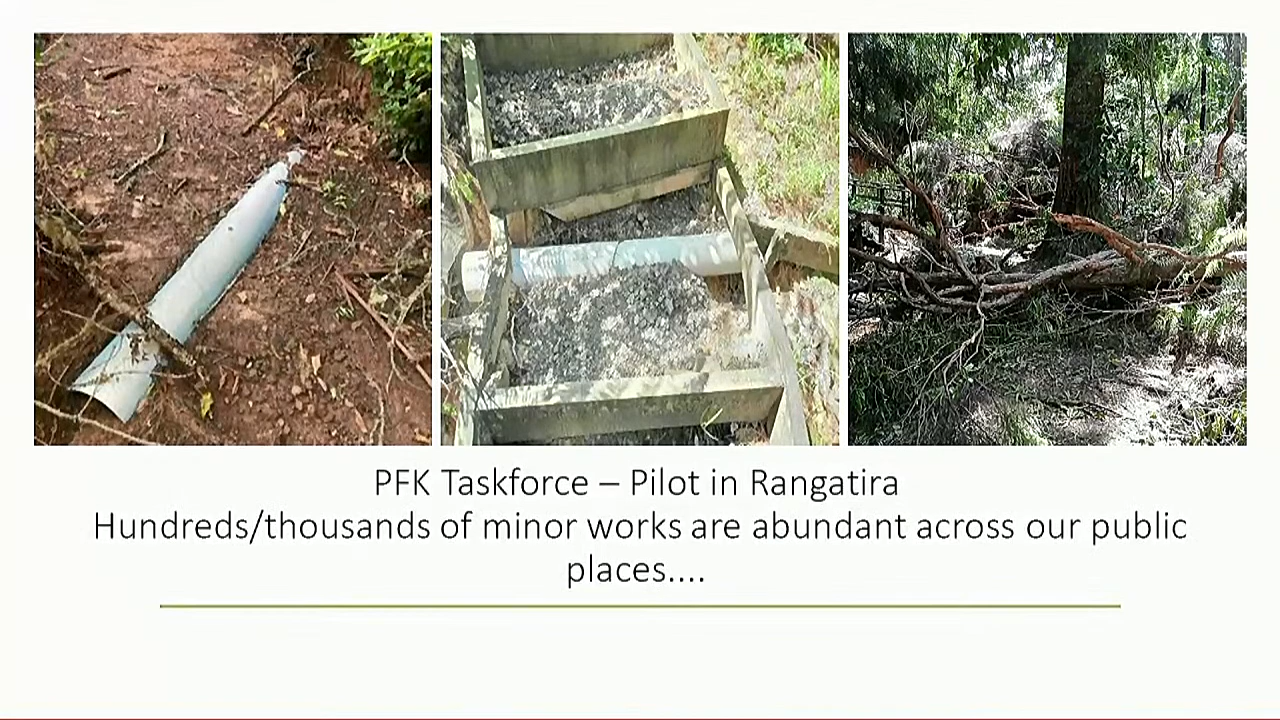 PFK Taskforce – Pilot in Rangatira
Hundreds/thousands of minor works are abundant across our public
places....